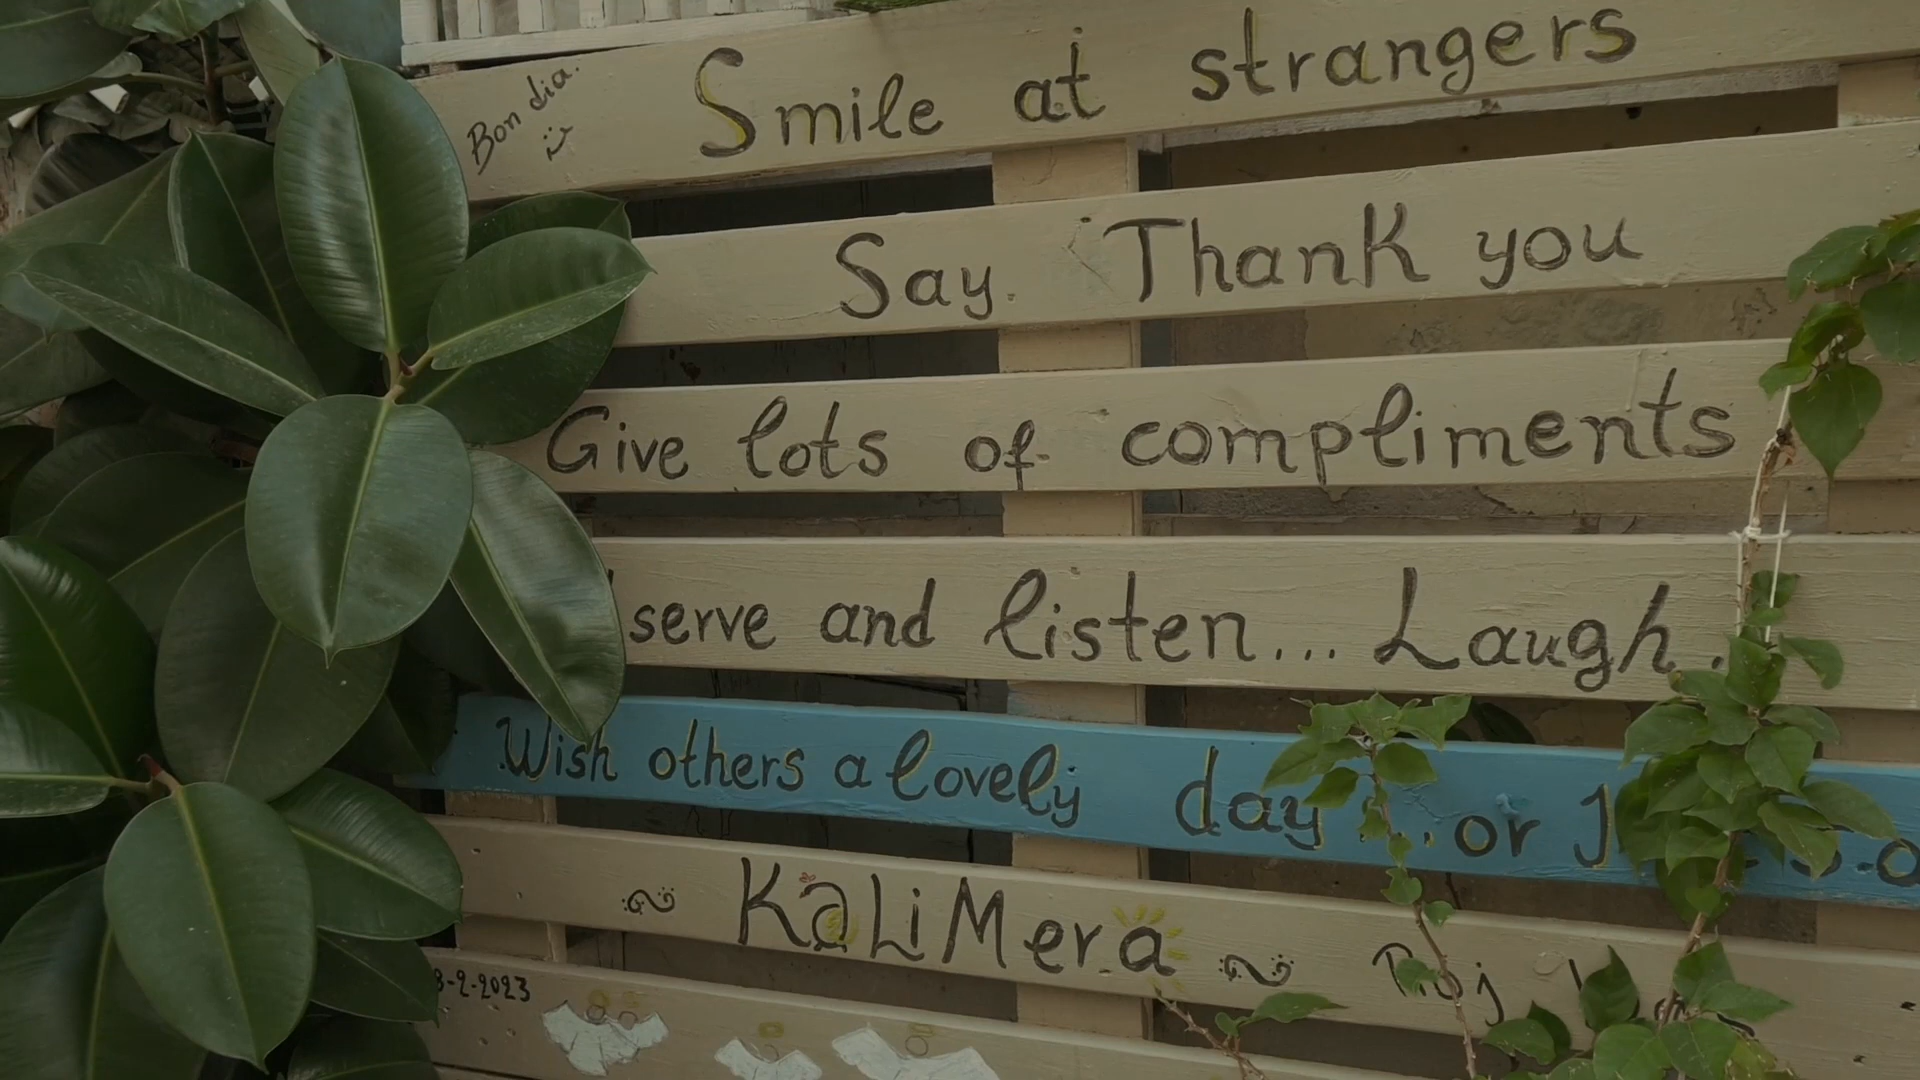 Bon dia.
Smile at strangers
Say. Thank you
Give lots of compliments
serve and listen... Laugh.
Wish others a lovely day... or
KaLiMera
3-2-2023